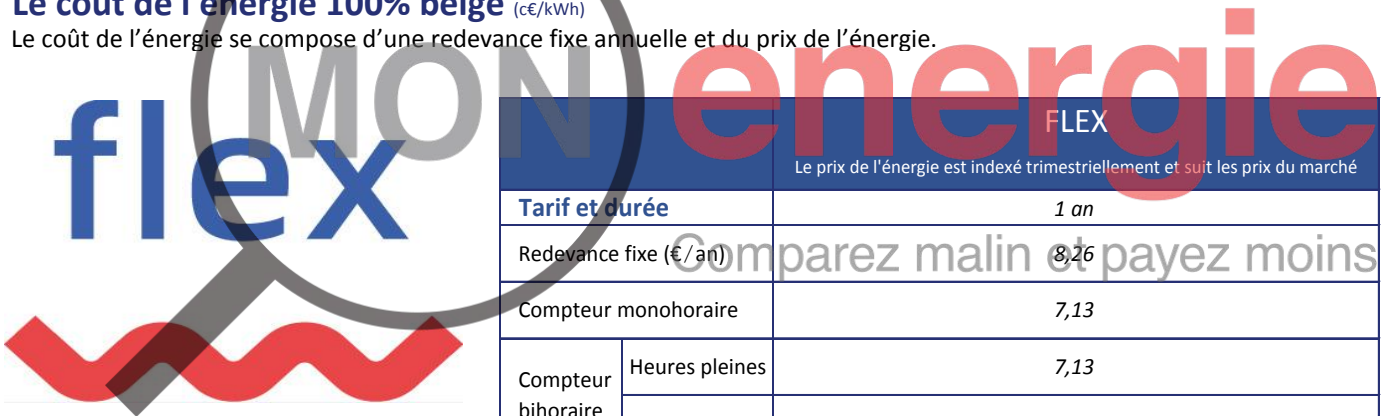 Le coût de l'énergie 100% belge (c€/kWh)
Le coût de l’énergie se compose d’une redevance fixe annuelle et du prix de l’énergie.
MON energie
Comparez malin et payez moins
flex
FLEX
Le prix de l'énergie est indexé trimestriellement et suit les prix du marché
Tarif et durée 1 an
Redevance fixe (€/an) 8,26
Compteur monohoraire 7,13
Compteur bihoraire
Heures pleines 7,13